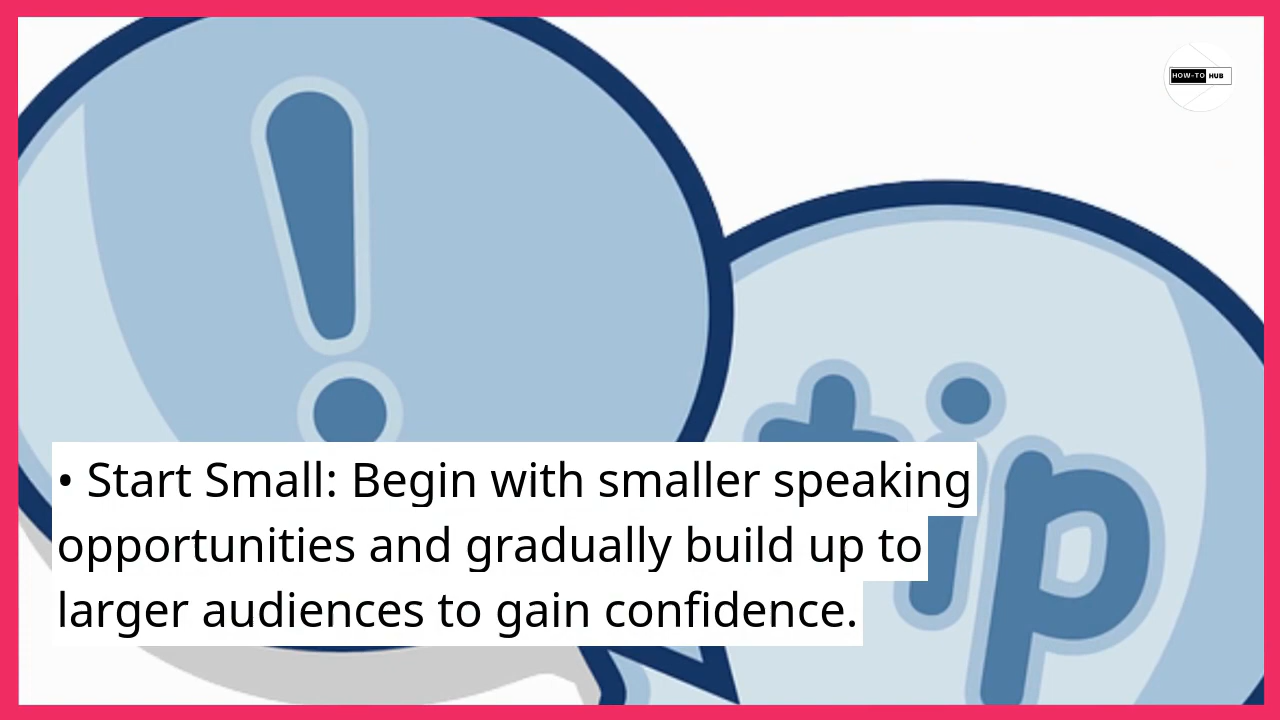 HOW-TO HUB
tip
• Start Small: Begin with smaller speaking
opportunities and gradually build up to
larger audiences to gain confidence.